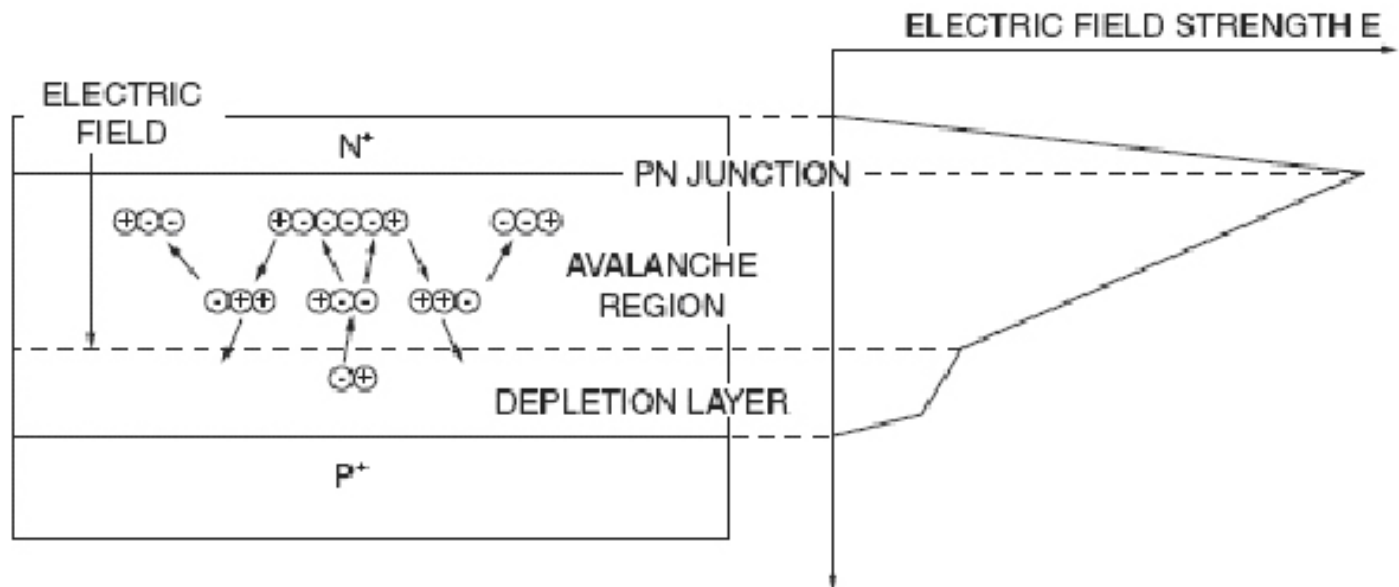 ELECTRIC FIELD STRENGTH E
ELECTRIC
FIELD
N⁺
PN JUNCTION
⊕⊖⊖ ⊕⊖⊖⊖⊖⊕ ⊖⊖⊕
AVALANCHE
REGION
⊖⊕⊕ ⊕⊖⊖ ⊕⊕⊖
⊖⊕
DEPLETION LAYER
P⁺